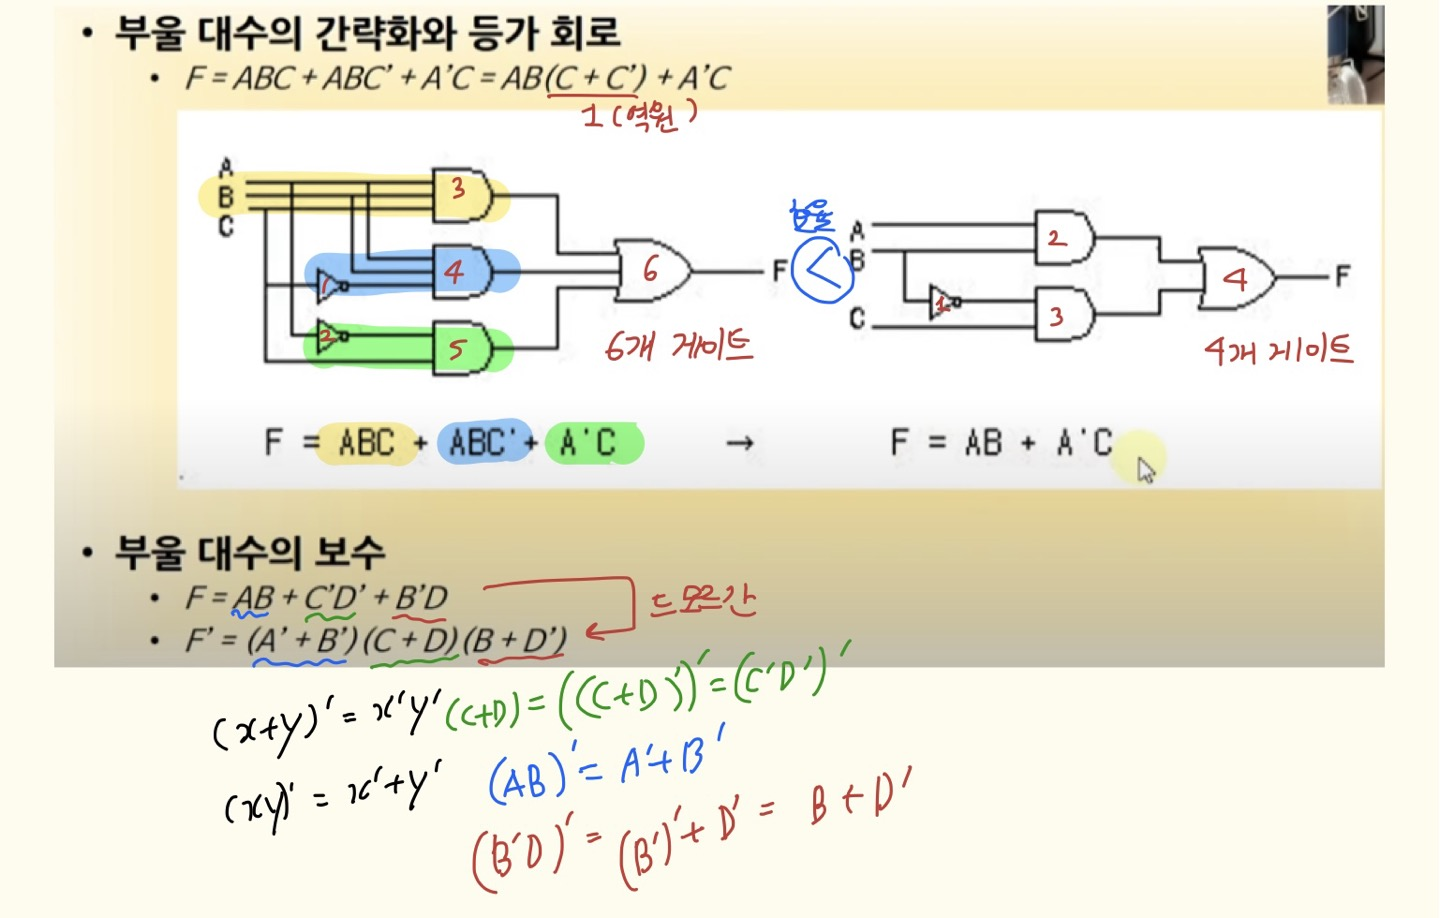 • 부울 대수의 간략화와 등가 회로
• F = ABC + ABC' + A'C = AB(C + C') + A'C
1 (역원)
A
B
C
3
1
4
2
5
6
F
6개 게이트
효율
<
A
B
C
2
1
3
4
F
4개 게이트
F = ABC + ABC' + A'C → F = AB + A'C
• 부울 대수의 보수
• F = AB + C'D' + B'D
드모르간
• F' = (A' + B')(C + D)(B + D')
(x+y)' = x'y' (C+D) = (((C+D)')' = (C'D')'
(xy)' = x'+y' (AB)' = A'+B'
(B'D)' = (B')'+D' = B+D'